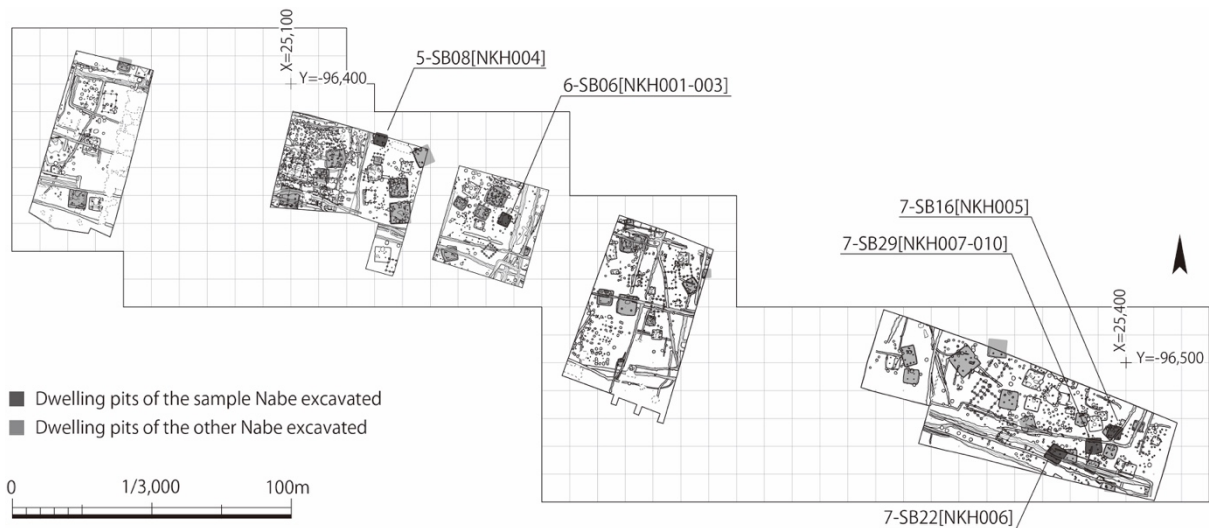 X=25,100
Y=-96,400
5-SB08[NKH004]
6-SB06[NKH001-003]
7-SB16[NKH005]
7-SB29[NKH007-010]
X=25,400
Y=-96,500
Dwelling pits of the sample Nabe excavated
Dwelling pits of the other Nabe excavated
0 1/3,000 100m
7-SB22[NKH006]